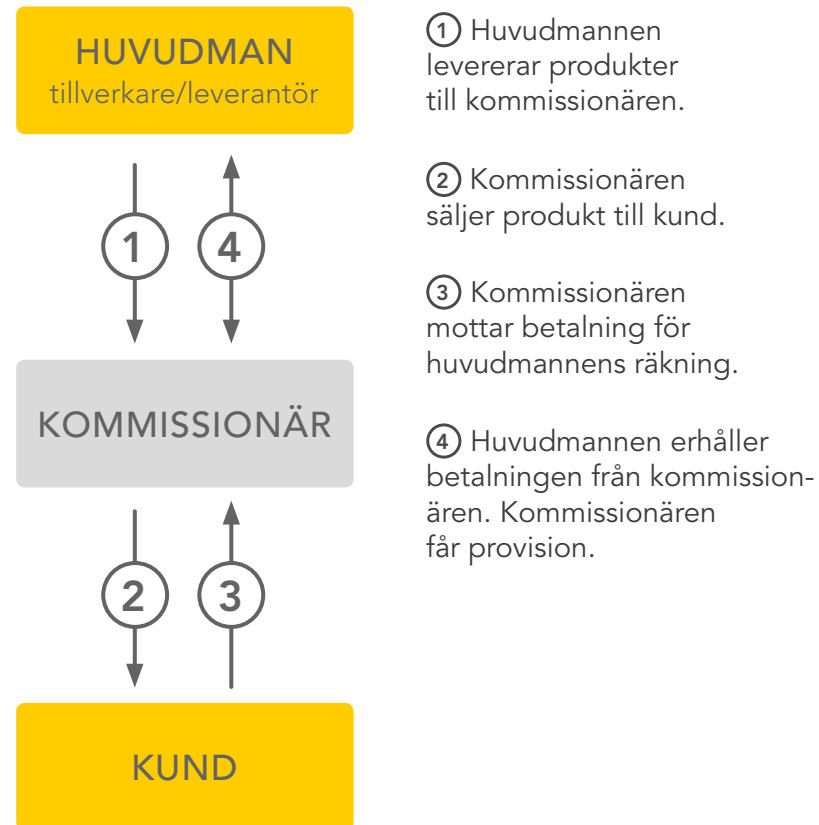 HUVUDMAN
tillverkare/leverantör
1 4
KOMMISSIONÄR
2 3
KUND
1 Huvudmannen
levererar produkter
till kommissionären.
2 Kommissionären
säljer produkt till kund.
3 Kommissionären
mottar betalning för
huvudmannens räkning.
4 Huvudmannen erhåller
betalningen från kommission-
ären. Kommissionären
får provision.